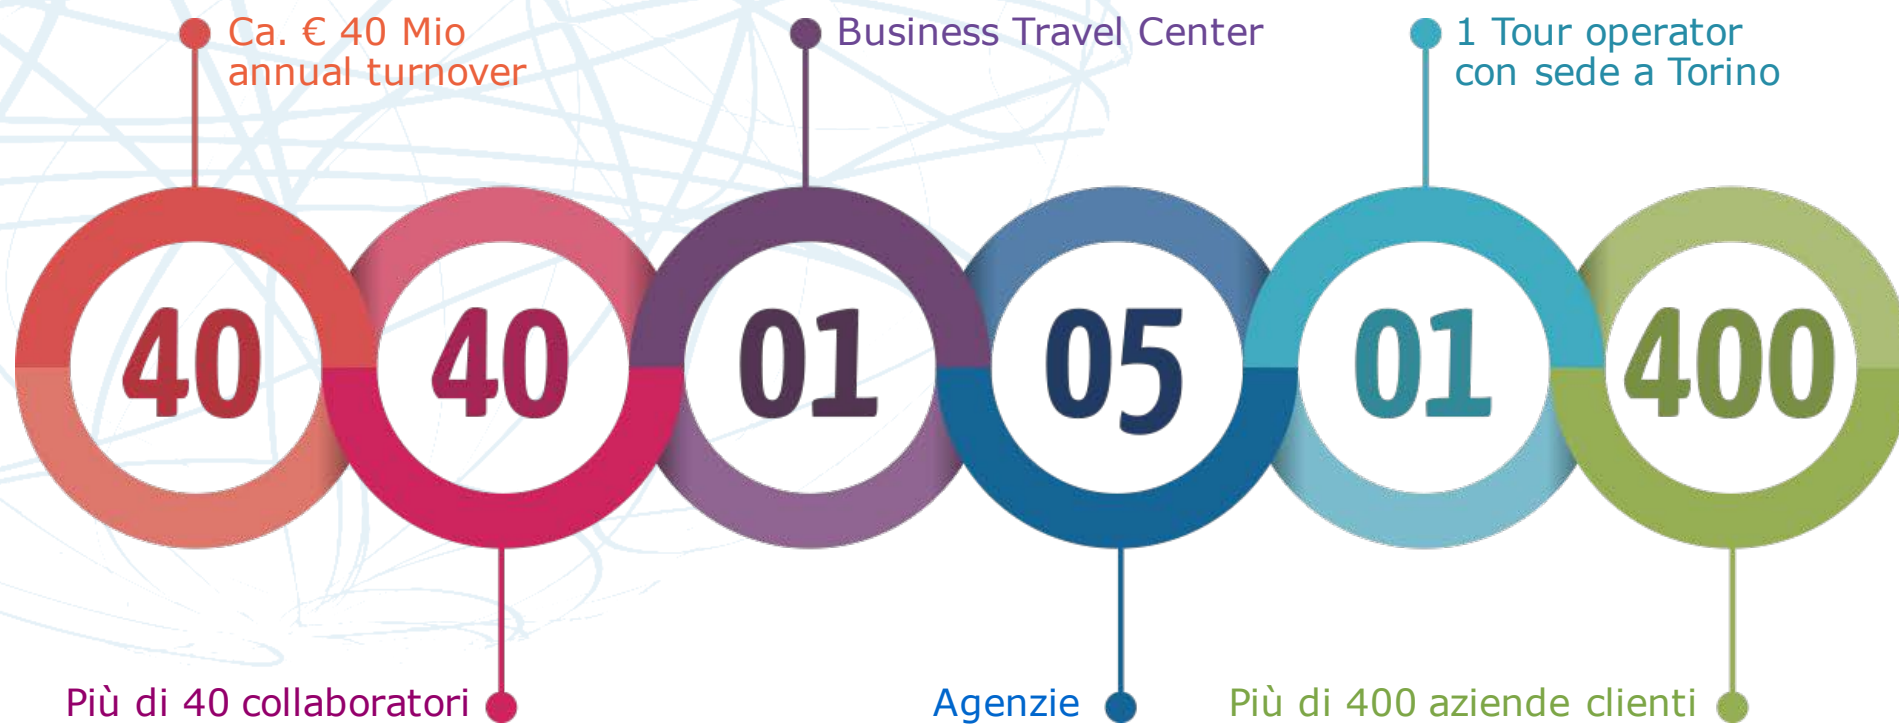 Ca. € 40 Mio
annual turnover
Business Travel Center
1 Tour operator
con sede a Torino
40
40
01
05
01
400
Più di 40 collaboratori
Agenzie
Più di 400 aziende clienti